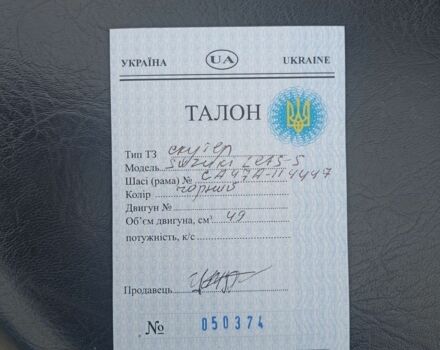 УКРАЇНА UA UKRAINE
ТАЛОН
Тип ТЗ скутер
Модель Suzuki Let's-5
Шасі (рама) № CA47A-114447
Колір чорний
Двигун №
Об'єм двигуна, см³ 49
потужність, к/с
Продавець
№ 050374